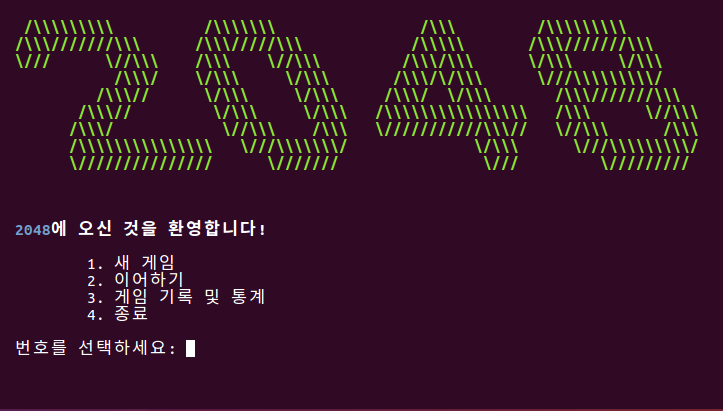 2048
2048에 오신 것을 환영합니다!
1. 새 게임
2. 이어하기
3. 게임 기록 및 통계
4. 종료
번호를 선택하세요: